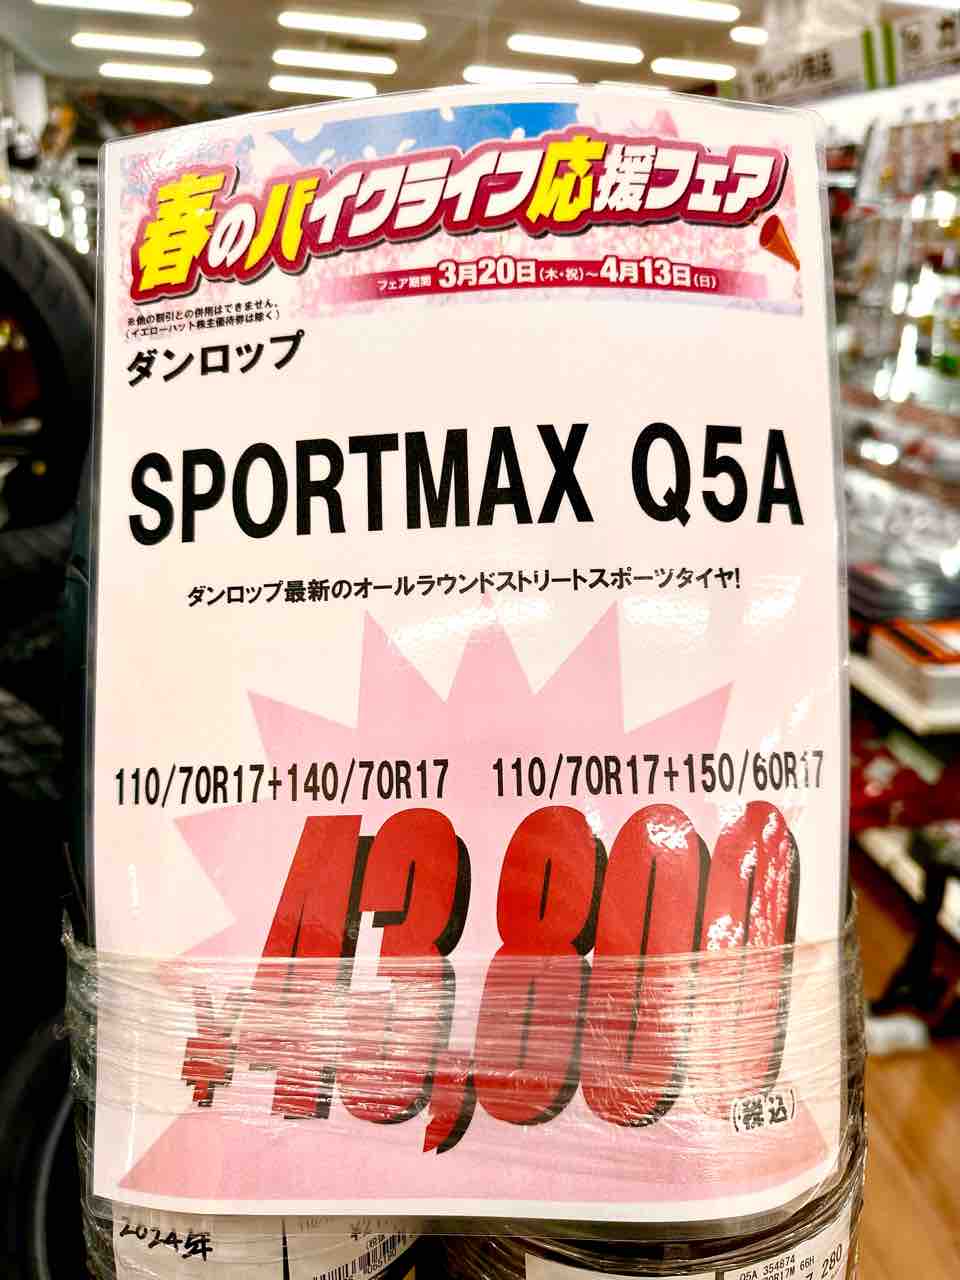 春のバイクライフ応援フェア
フェア期間 3月20日(木・祝)~4月13日(日)
※他の割引との併用はできません。
(イエローハット株主優待券は除く)
ダンロップ
SPORTMAX Q5A
ダンロップ最新のオールラウンドストリートスポーツタイヤ!
110/70R17+140/70R17 110/70R17+150/60R17
¥43,800
(税込)
2024年
Q5A 354874
280